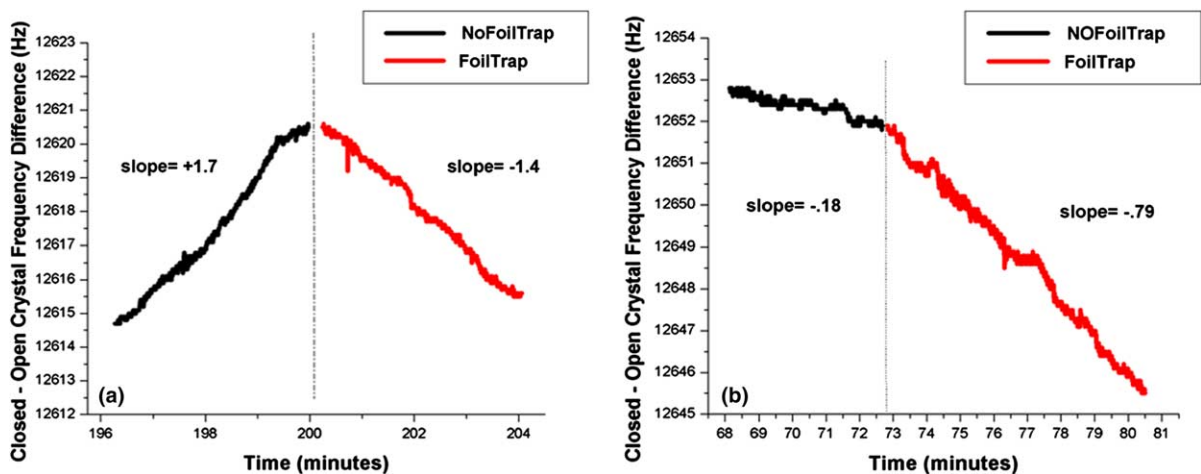 NoFoilTrap
FoilTrap
Closed - Open Crystal Frequency Difference (Hz)
12623
12622
12621
12620
12619
12618
12617
12616
12615
12614
12613
12612
slope= +1.7
slope= -1.4
(a)
196
198
200
202
204
Time (minutes)
NOFoilTrap
FoilTrap
Closed - Open Crystal Frequency Difference (Hz)
12654
12653
12652
12651
12650
12649
12648
12647
12646
12645
slope= -.18
slope= -.79
(b)
68
69
70
71
72
73
74
75
76
77
78
79
80
81
Time (minutes)